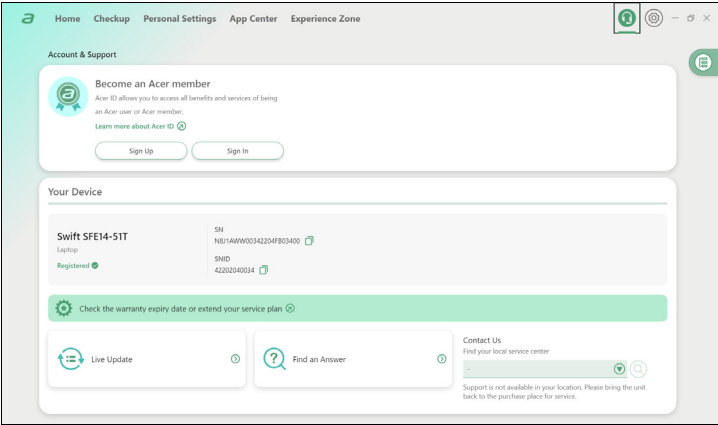 Home Checkup Personal Settings App Center Experience Zone
Account & Support
Become an Acer member
Acer ID allows you to access all benefits and services of being
an Acer user or Acer member.
Learn more about Acer ID
Sign Up Sign In
Your Device
Swift SFE14-51T
Laptop
Registered
SN
N8J1AWW00342204FB03400
SNID
42202040034
Check the warranty expiry date or extend your service plan
Live Update
Find an Answer
Contact Us
Find your local service center
-
Support is not available in your location. Please bring the unit
back to the purchase place for service.